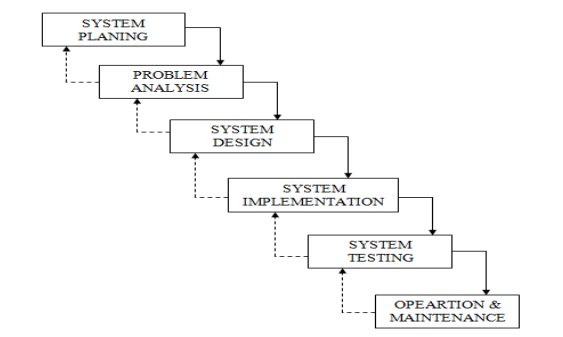 SYSTEM
PLANING
PROBLEM
ANALYSIS
SYSTEM
DESIGN
SYSTEM
IMPLEMENTATION
SYSTEM
TESTING
OPEARTION &
MAINTENANCE